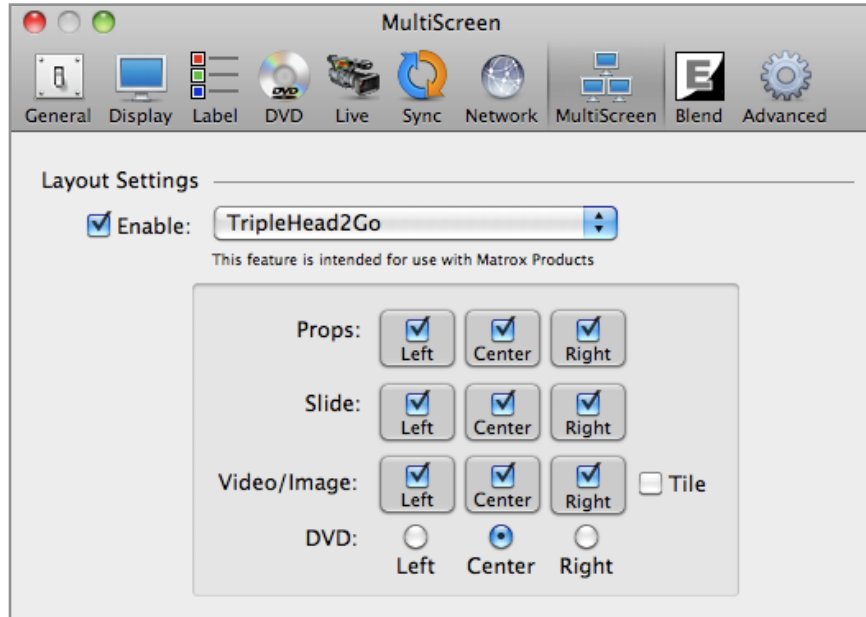 MultiScreen
General Display Label DVD Live Sync Network MultiScreen Blend Advanced
Layout Settings
Enable: TripleHead2Go
This feature is intended for use with Matrox Products
Props: Left Center Right
Slide: Left Center Right
Video/Image: Left Center Right Tile
DVD:
Left Center Right